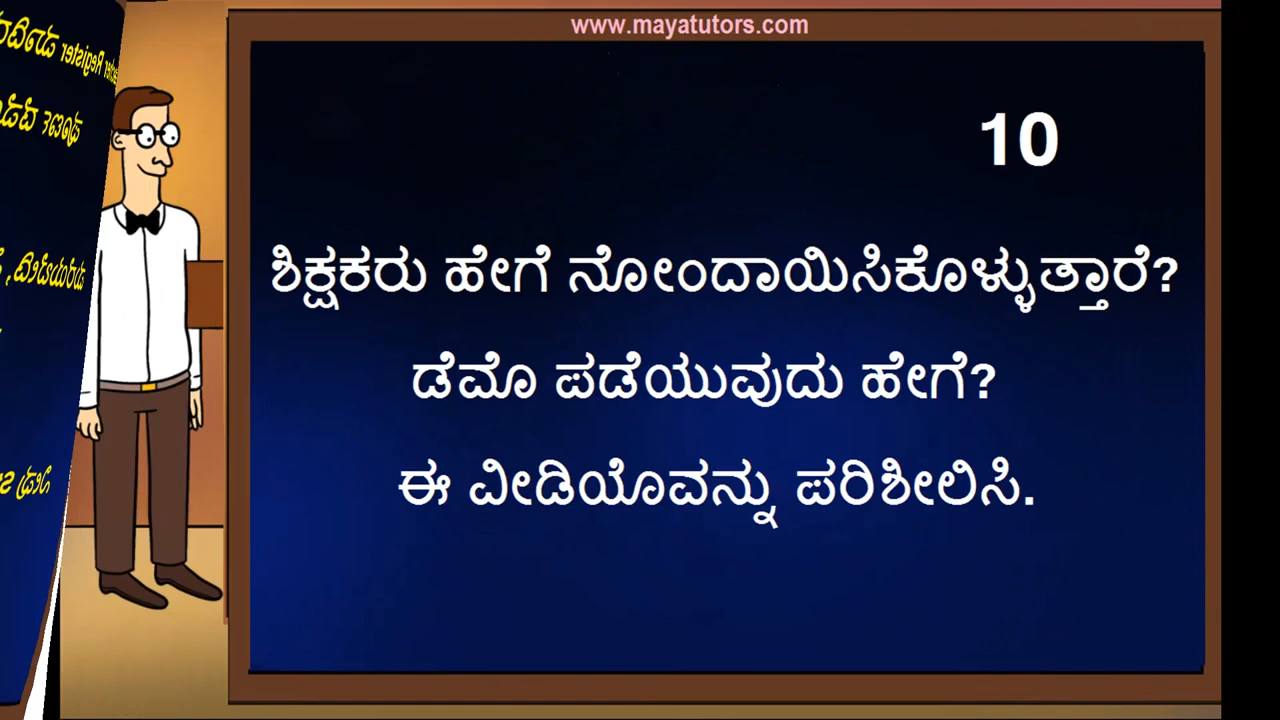 www.mayatutors.com
10
ಶಿಕ್ಷಕರು ಹೇಗೆ ನೋಂದಾಯಿಸಿಕೊಳ್ಳುತ್ತಾರೆ?
ಡೆಮೊ ಪಡೆಯುವುದು ಹೇಗೆ?
ಈ ವೀಡಿಯೊವನ್ನು ಪರಿಶೀಲಿಸಿ.